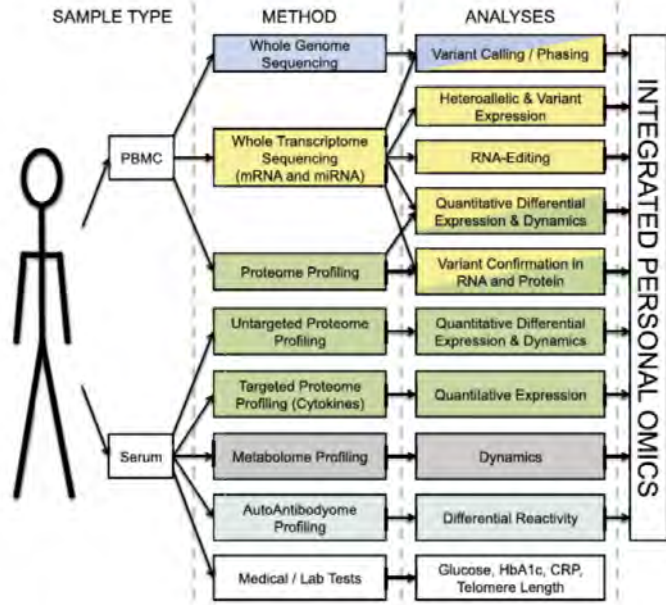 SAMPLE TYPE
METHOD
ANALYSES
PBMC
Serum
Whole Genome
Sequencing
Whole Transcriptome
Sequencing
(mRNA and miRNA)
Proteome Profiling
Untargeted Proteome
Profiling
Targeted Proteome
Profiling (Cytokines)
Metabolome Profiling
AutoAntibodyome
Profiling
Medical / Lab Tests
Variant Calling / Phasing
Heteroallelic & Variant
Expression
RNA-Editing
Quantitative Differential
Expression & Dynamics
Variant Confirmation in
RNA and Protein
Quantitative Differential
Expression & Dynamics
Quantitative Expression
Dynamics
Differential Reactivity
Glucose, HbA1c, CRP,
Telomere Length
INTEGRATED PERSONAL OMICS